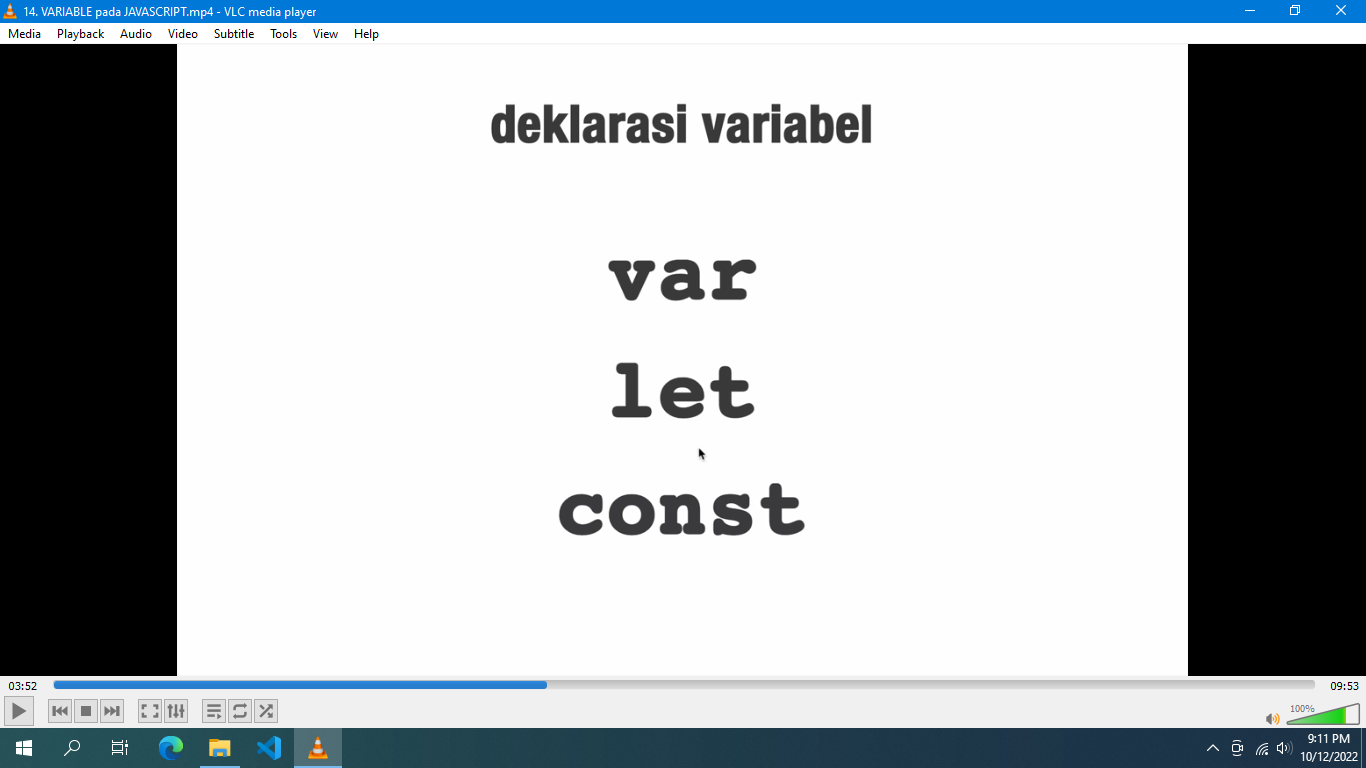 14. VARIABLE pada JAVASCRIPT.mp4 - VLC media player
Media Playback Audio Video Subtitle Tools View Help
deklarasi variabel
var
let
const
03:52 09:53
100%
9:11 PM
10/12/2022